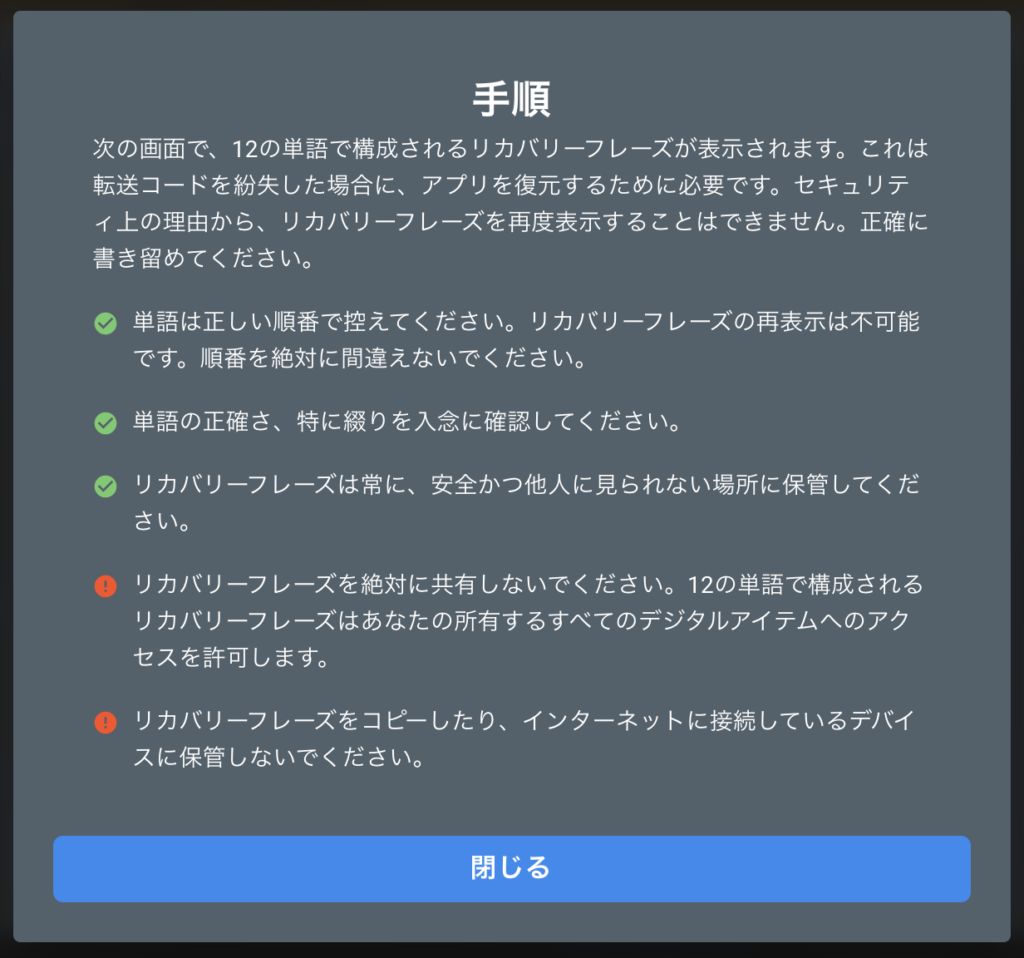 手順
次の画面で、12の単語で構成されるリカバリーフレーズが表示されます。これは
転送コードを紛失した場合に、アプリを復元するために必要です。セキュリテ
ィ上の理由から、リカバリーフレーズを再度表示することはできません。正確に
書き留めてください。
単語は正しい順番で控えてください。リカバリーフレーズの再表示は不可能
です。順番を絶対に間違えないでください。
単語の正確さ、特に綴りを入念に確認してください。
リカバリーフレーズは常に、安全かつ他人に見られない場所に保管してくだ
さい。
リカバリーフレーズを絶対に共有しないでください。12の単語で構成される
リカバリーフレーズはあなたの所有するすべてのデジタルアイテムへのアク
セスを許可します。
リカバリーフレーズをコピーしたり、インターネットに接続しているデバイ
スに保管しないでください。
閉じる